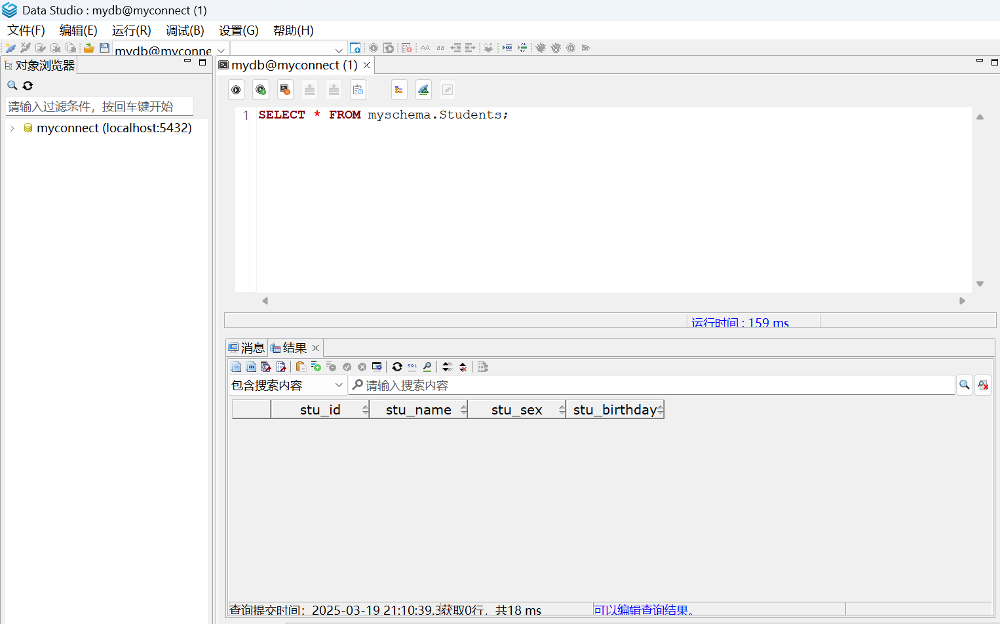 Data Studio : mydb@myconnect (1)
文件(F) 编辑(E) 运行(R) 调试(B) 设置(G) 帮助(H)
mydb@myconne
AA aa
对象浏览器
mydb@myconnect (1)
请输入过滤条件，按回车键开始
myconnect (localhost:5432)
1 SELECT * FROM myschema.Students;
运行时间 : 159 ms
消息 结果
SQL
包含搜索内容 请输入搜索内容
stu_id stu_name stu_sex stu_birthday
查询提交时间：2025-03-19 21:10:39.3 获取0行，共18 ms 可以编辑查询结果。